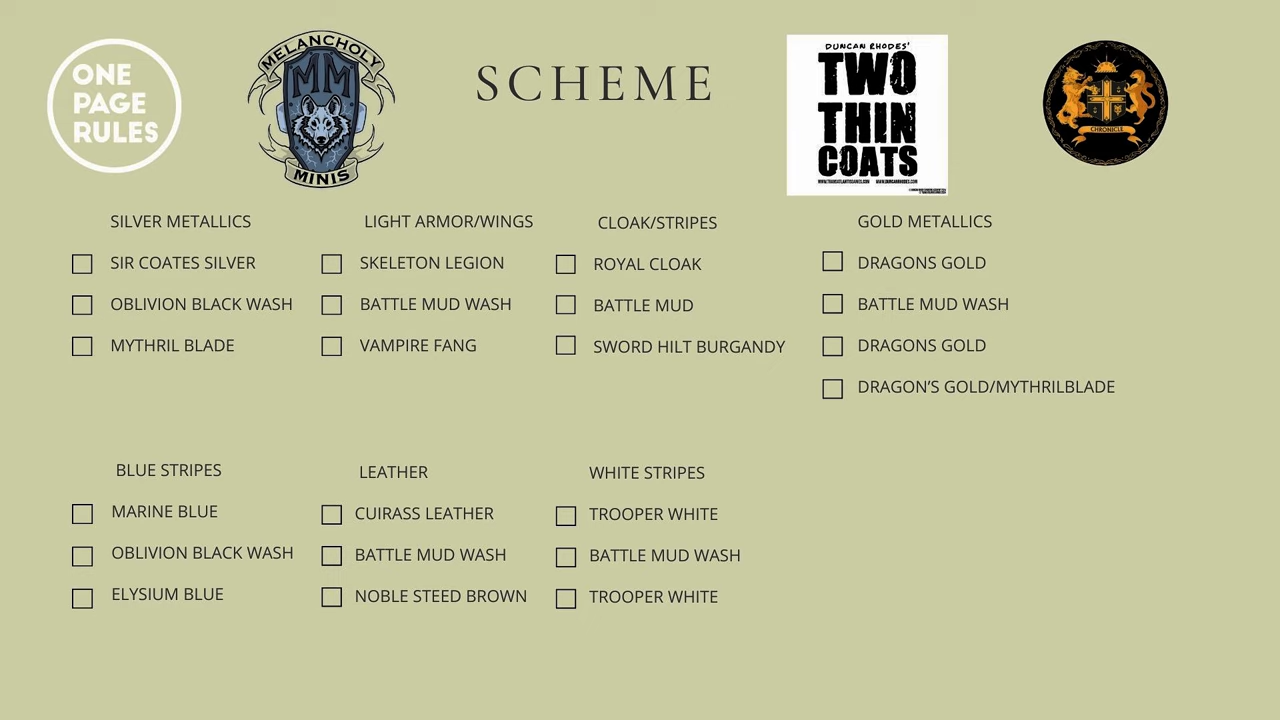 ONE
PAGE
RULES
MELANCHOLY
MM
MINIS
SCHEME
DUNCAN RHODES'
TWO
THIN
COATS
CHRONICLE
SILVER METALLICS
SIR COATES SILVER
OBLIVION BLACK WASH
MYTHRIL BLADE
LIGHT ARMOR/WINGS
SKELETON LEGION
BATTLE MUD WASH
VAMPIRE FANG
CLOAK/STRIPES
ROYAL CLOAK
BATTLE MUD
SWORD HILT BURGANDY
GOLD METALLICS
DRAGONS GOLD
BATTLE MUD WASH
DRAGONS GOLD
DRAGON’S GOLD/MYTHRILBLADE
BLUE STRIPES
MARINE BLUE
OBLIVION BLACK WASH
ELYSIUM BLUE
LEATHER
CUIRASS LEATHER
BATTLE MUD WASH
NOBLE STEED BROWN
WHITE STRIPES
TROOPER WHITE
BATTLE MUD WASH
TROOPER WHITE